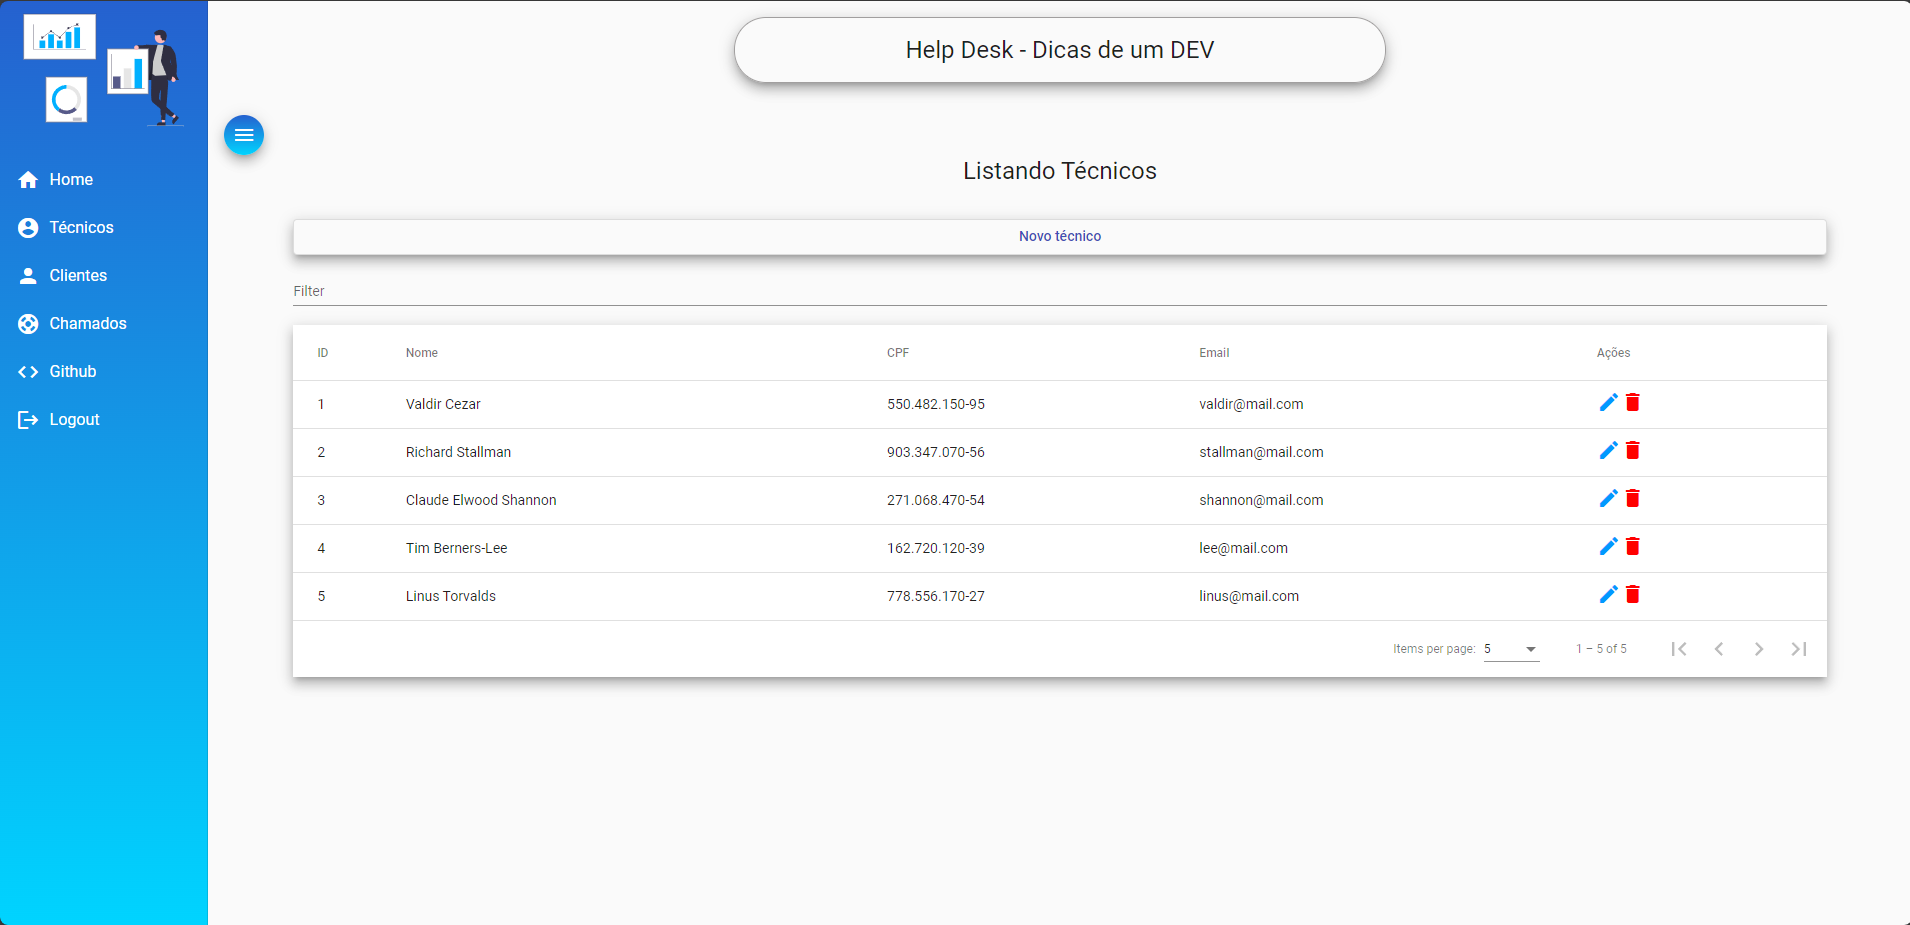 Help Desk - Dicas de um DEV
Home
Técnicos
Clientes
Chamados
Github
Logout
Listando Técnicos
Novo técnico
Filter
ID Nome CPF Email Ações
1 Valdir Cezar 550.482.150-95 valdir@mail.com
2 Richard Stallman 903.347.070-56 stallman@mail.com
3 Claude Elwood Shannon 271.068.470-54 shannon@mail.com
4 Tim Berners-Lee 162.720.120-39 lee@mail.com
5 Linus Torvalds 778.556.170-27 linus@mail.com
Items per page: 5 1 – 5 of 5